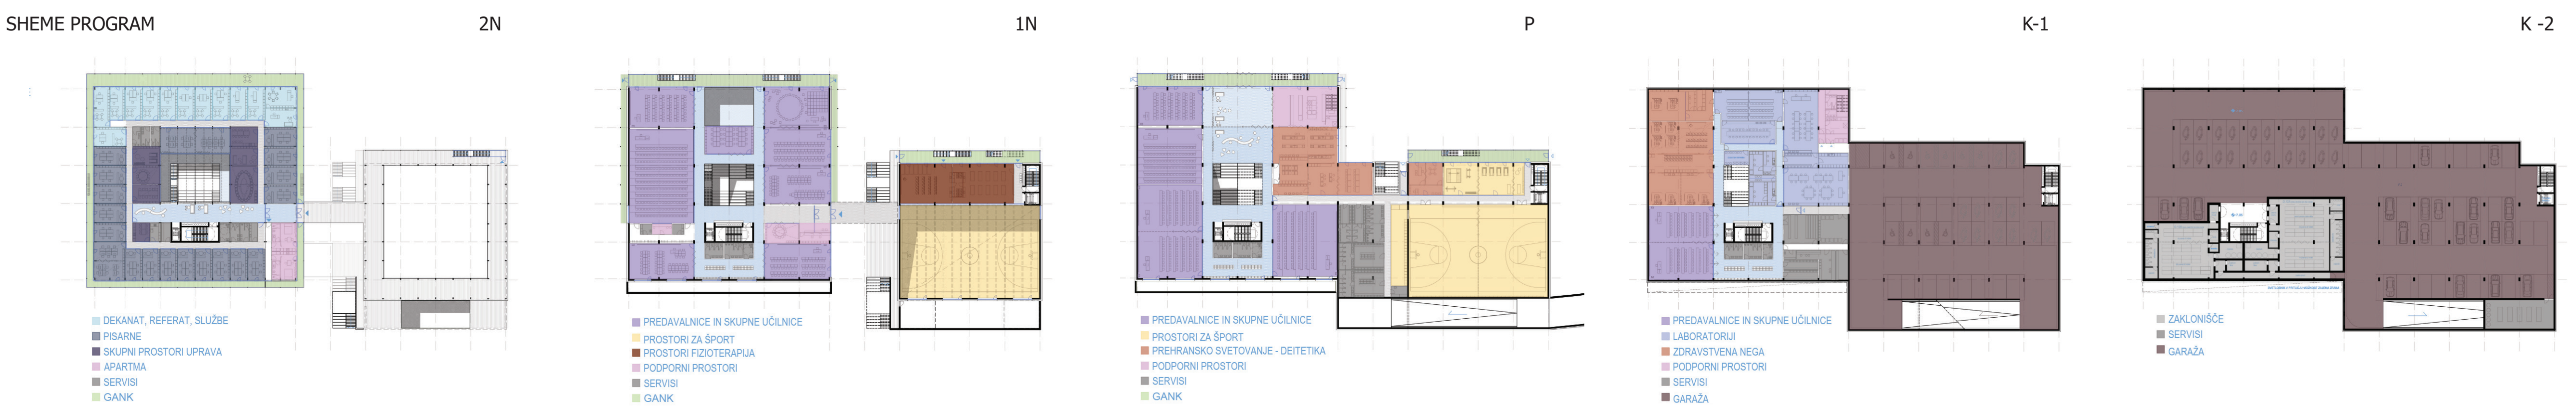 SHEME PROGRAM
2N
1N
P
K-1
K -2
DEKANAT, REFERAT, SLUŽBE
PISARNE
SKUPNI PROSTORI UPRAVA
APARTMA
SERVISI
GANK
PREDAVALNICE IN SKUPNE UČILNICE
PROSTORI ZA ŠPORT
PROSTORI FIZIOTERAPIJA
PODPORNI PROSTORI
SERVISI
GANK
PREDAVALNICE IN SKUPNE UČILNICE
PROSTORI ZA ŠPORT
PREHRANSKO SVETOVANJE - DEITETIKA
PODPORNI PROSTORI
SERVISI
GANK
PREDAVALNICE IN SKUPNE UČILNICE
LABORATORIJI
ZDRAVSTVENA NEGA
PODPORNI PROSTORI
SERVISI
GARAŽA
ZAKLONIŠČE
SERVISI
GARAŽA